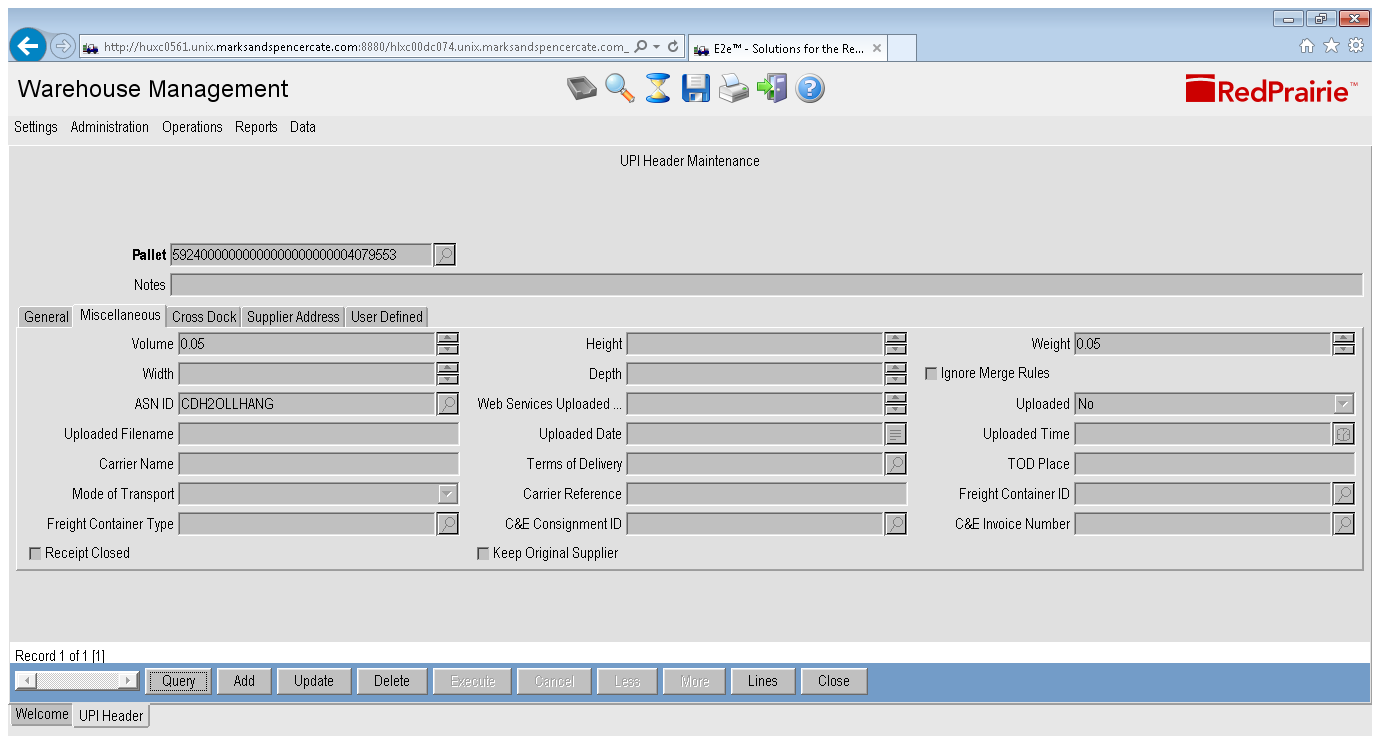 http://huxc0561.unix.marksandspencercate.com:8880/hlxc00dc074.unix.marksandspencercate.com_
E2e™ - Solutions for the Re...
Warehouse Management
RedPrairie™
Settings Administration Operations Reports Data
UPI Header Maintenance
Pallet
Notes
General Miscellaneous Cross Dock Supplier Address User Defined
Volume 0.05 Height Weight 0.05
Width Depth Ignore Merge Rules
ASN ID CDH2OLLHANG Web Services Uploaded ... Uploaded No
Uploaded Filename Uploaded Date Uploaded Time
Carrier Name Terms of Delivery TOD Place
Mode of Transport Carrier Reference Freight Container ID
Freight Container Type C&E Consignment ID C&E Invoice Number
Receipt Closed Keep Original Supplier
Record 1 of 1 [1]
Query Add Update Delete Execute Cancel Less More Lines Close
Welcome UPI Header